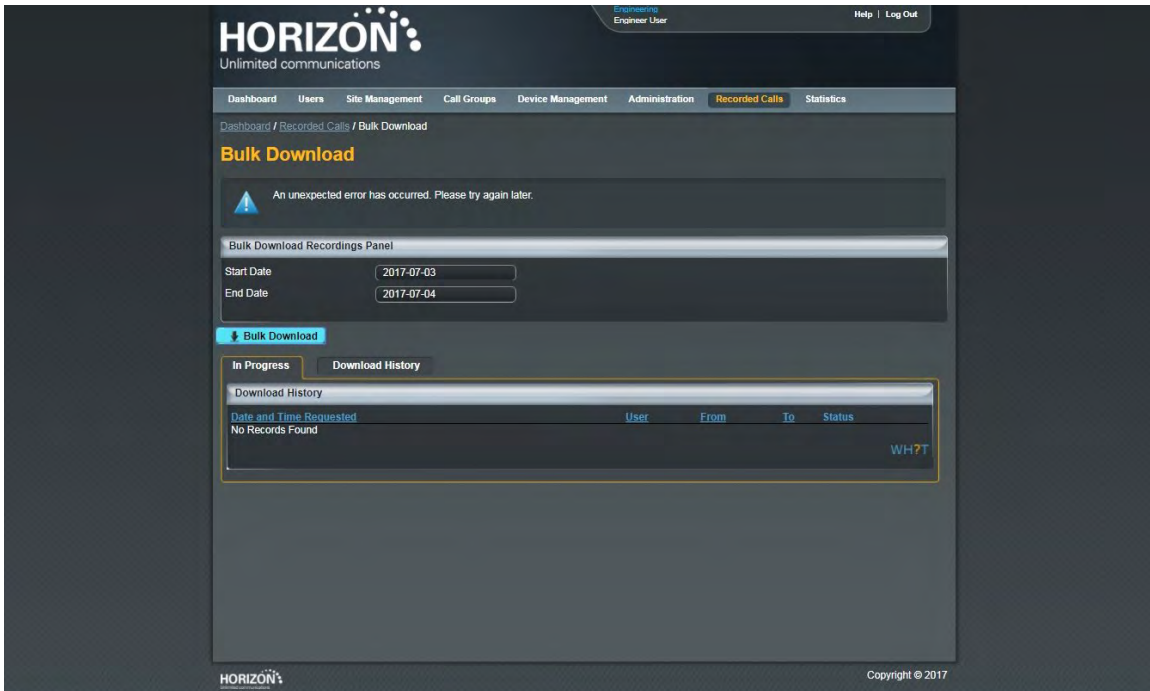 Engineering
Engineer User
Help | Log Out
HORIZON
Unlimited communications
Dashboard Users Site Management Call Groups Device Management Administration Recorded Calls Statistics
Dashboard / Recorded Calls / Bulk Download
Bulk Download
An unexpected error has occurred. Please try again later.
Bulk Download Recordings Panel
Start Date 2017-07-03
End Date 2017-07-04
Bulk Download
In Progress Download History
Download History
Date and Time Requested User From To Status
No Records Found
WH?T
HORIZON Copyright © 2017
Unlimited communications